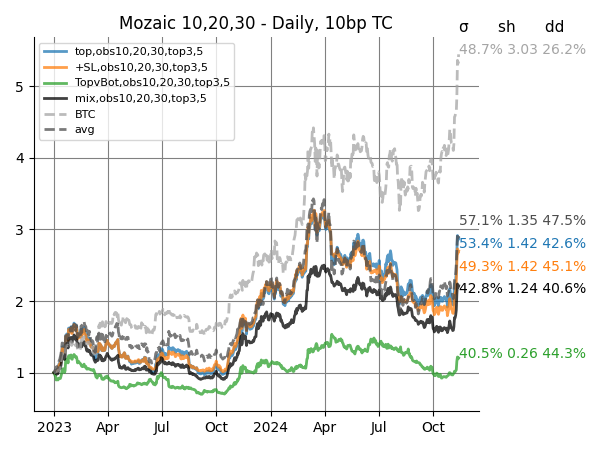 Mozaic 10,20,30 - Daily, 10bp TC
σ sh dd
top,obs10,20,30,top3,5
+SL,obs10,20,30,top3,5
TopvBot,obs10,20,30,top3,5
mix,obs10,20,30,top3,5
BTC
avg
48.7% 3.03 26.2%
57.1% 1.35 47.5%
53.4% 1.42 42.6%
49.3% 1.42 45.1%
42.8% 1.24 40.6%
40.5% 0.26 44.3%
5
4
3
2
1
2023 Apr Jul Oct 2024 Apr Jul Oct